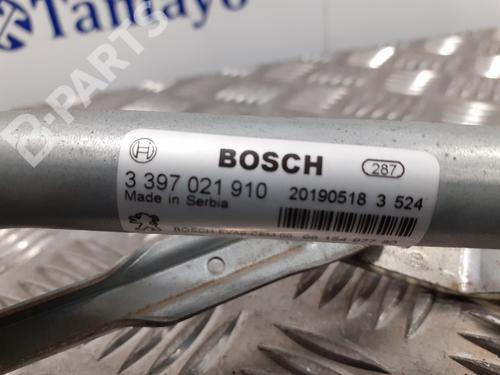 Tamayo
B-PARTS
BOSCH
287
3 397 021 910
20190518 3 524
Made in Serbia